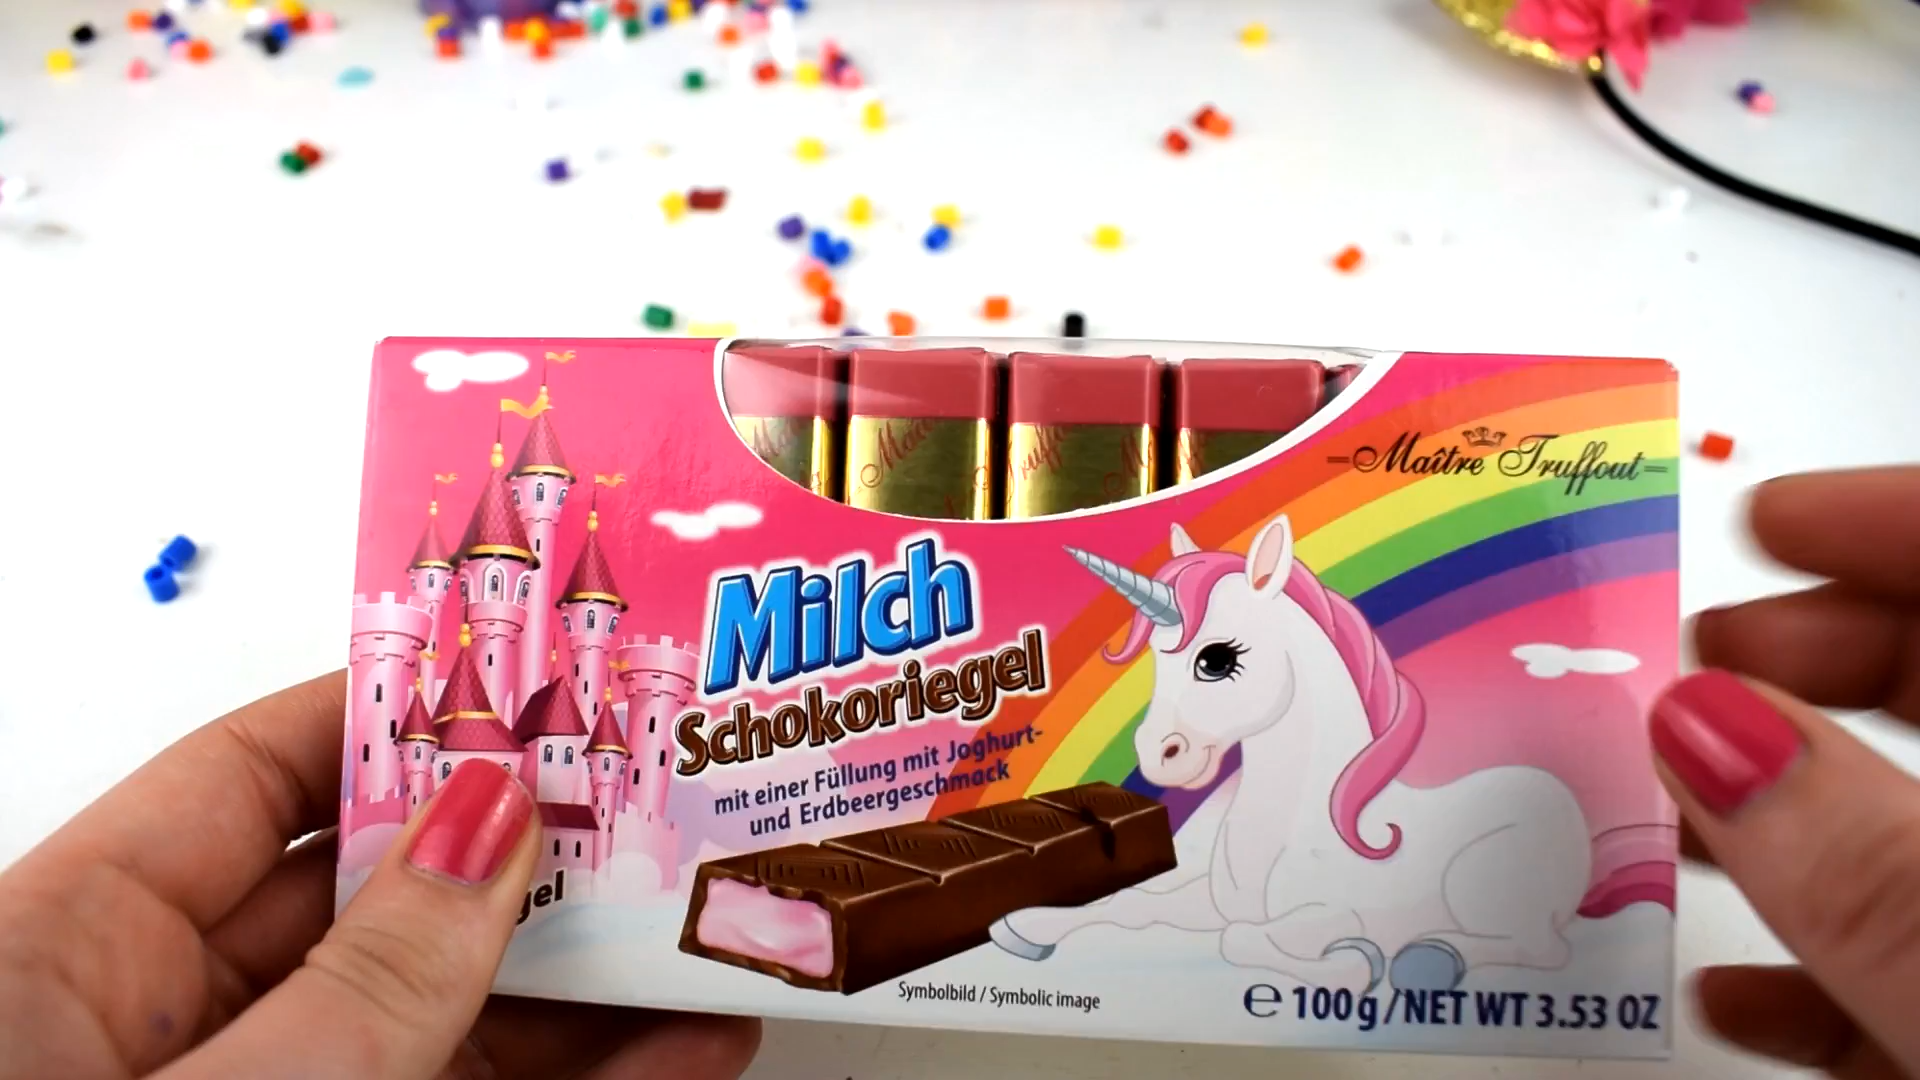 Maître Truffout
Milch
Schokoriegel
mit einer Füllung mit Joghurt-
und Erdbeergeschmack
gel
Symbolbild / Symbolic image
℮ 100 g / NET WT 3.53 OZ